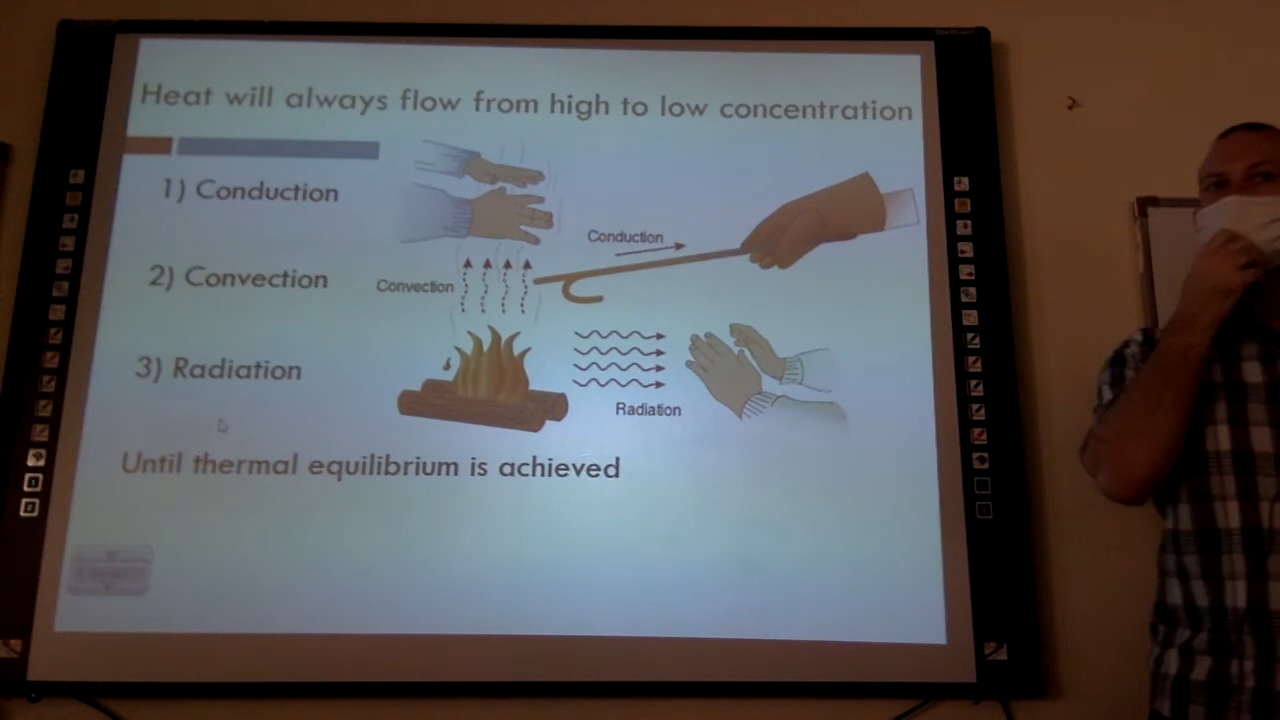 Heat will always flow from high to low concentration
1) Conduction
Conduction
2) Convection
Convection
3) Radiation
Radiation
Until thermal equilibrium is achieved